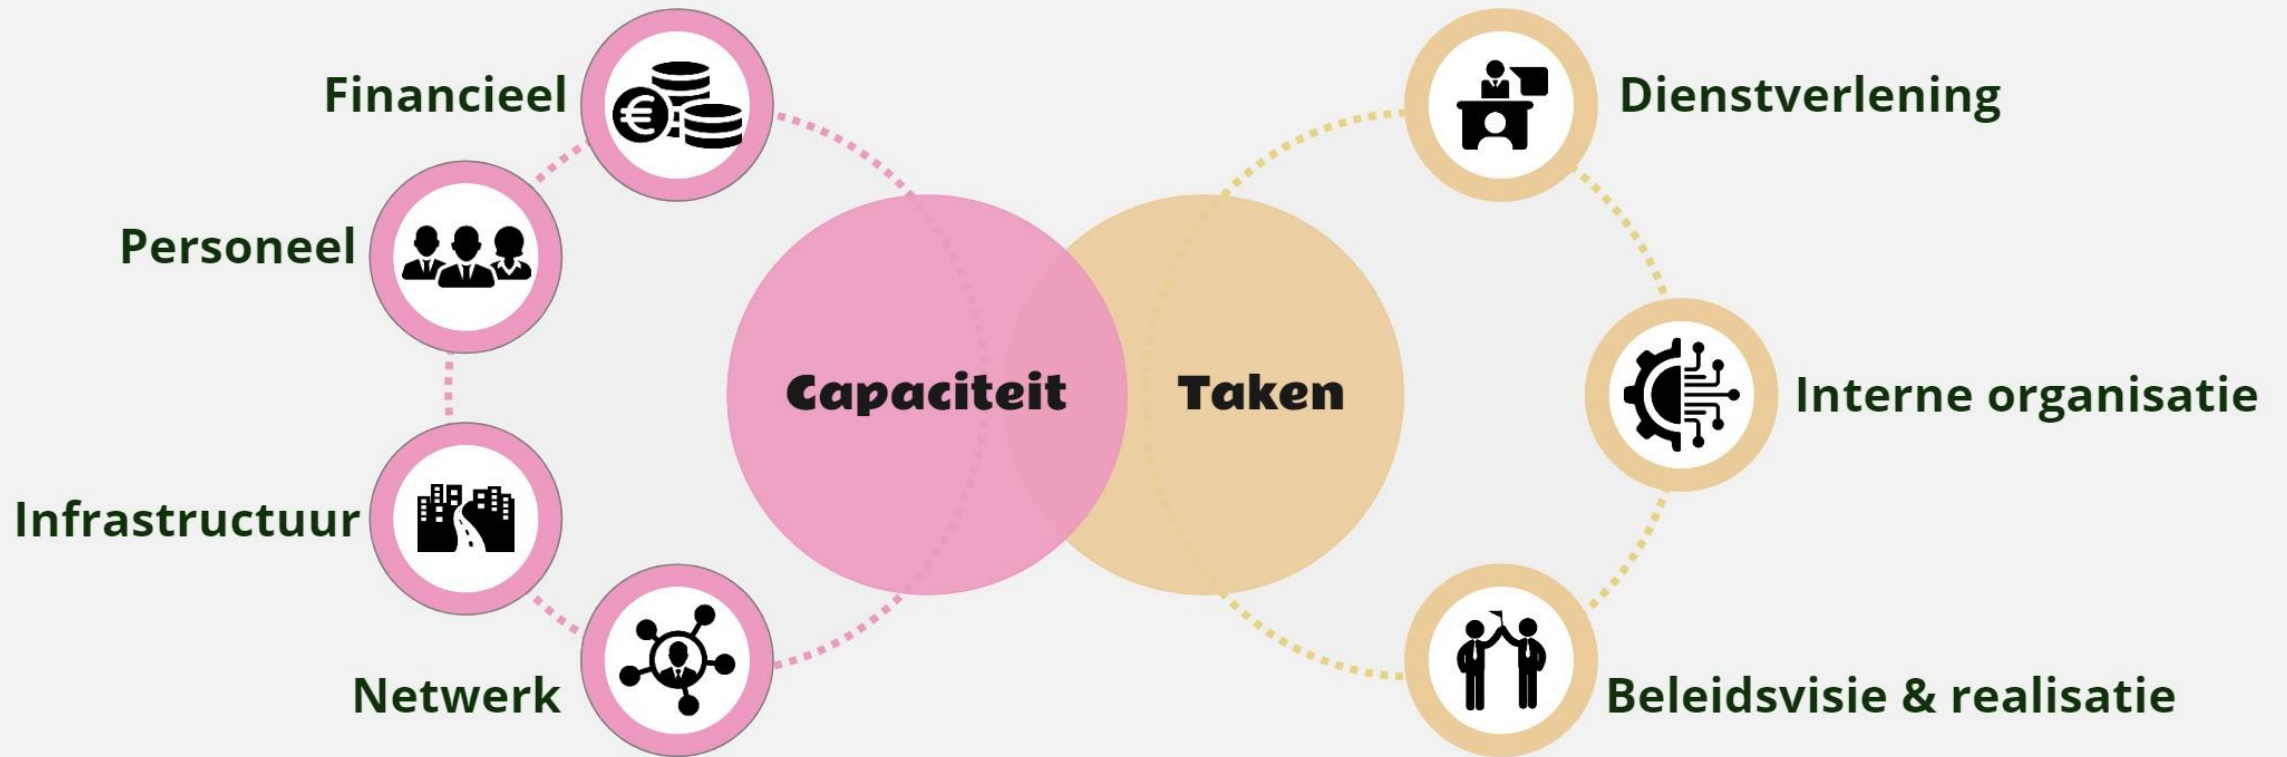 Financieel
Personeel
Infrastructuur
Netwerk
Capaciteit
Taken
Dienstverlening
Interne organisatie
Beleidsvisie & realisatie